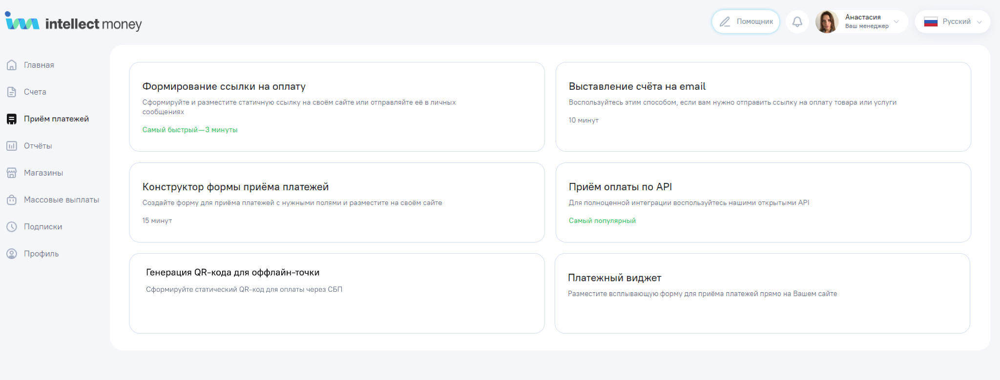 intellect money
Помощник
Анастасия
Ваш менеджер
Русский
Главная
Счета
Приём платежей
Отчёты
Магазины
Массовые выплаты
Подписки
Профиль
Формирование ссылки на оплату
Сформируйте и разместите статичную ссылку на своём сайте или отправляйте её в личных
сообщениях
Самый быстрый—3 минуты
Выставление счёта на email
Воспользуйтесь этим способом, если вам нужно отправить ссылку на оплату товара или услуги
10 минут
Конструктор формы приёма платежей
Создайте форму для приёма платежей с нужными полями и разместите на своём сайте
15 минут
Приём оплаты по API
Для полноценной интеграции воспользуйтесь нашими открытыми API
Самый популярный
Генерация QR-кода для оффлайн-точки
Сформируйте статический QR-код для оплаты через СБП
Платежный виджет
Разместите всплывающую форму для приёма платежей прямо на Вашем сайте